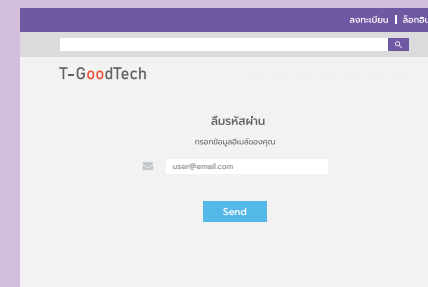 ลงทะเบียน | ล็อกอิน
T-GoodTech
ลืมรหัสผ่าน
กรอกข้อมูลอีเมล์ของคุณ
user@email.com
Send